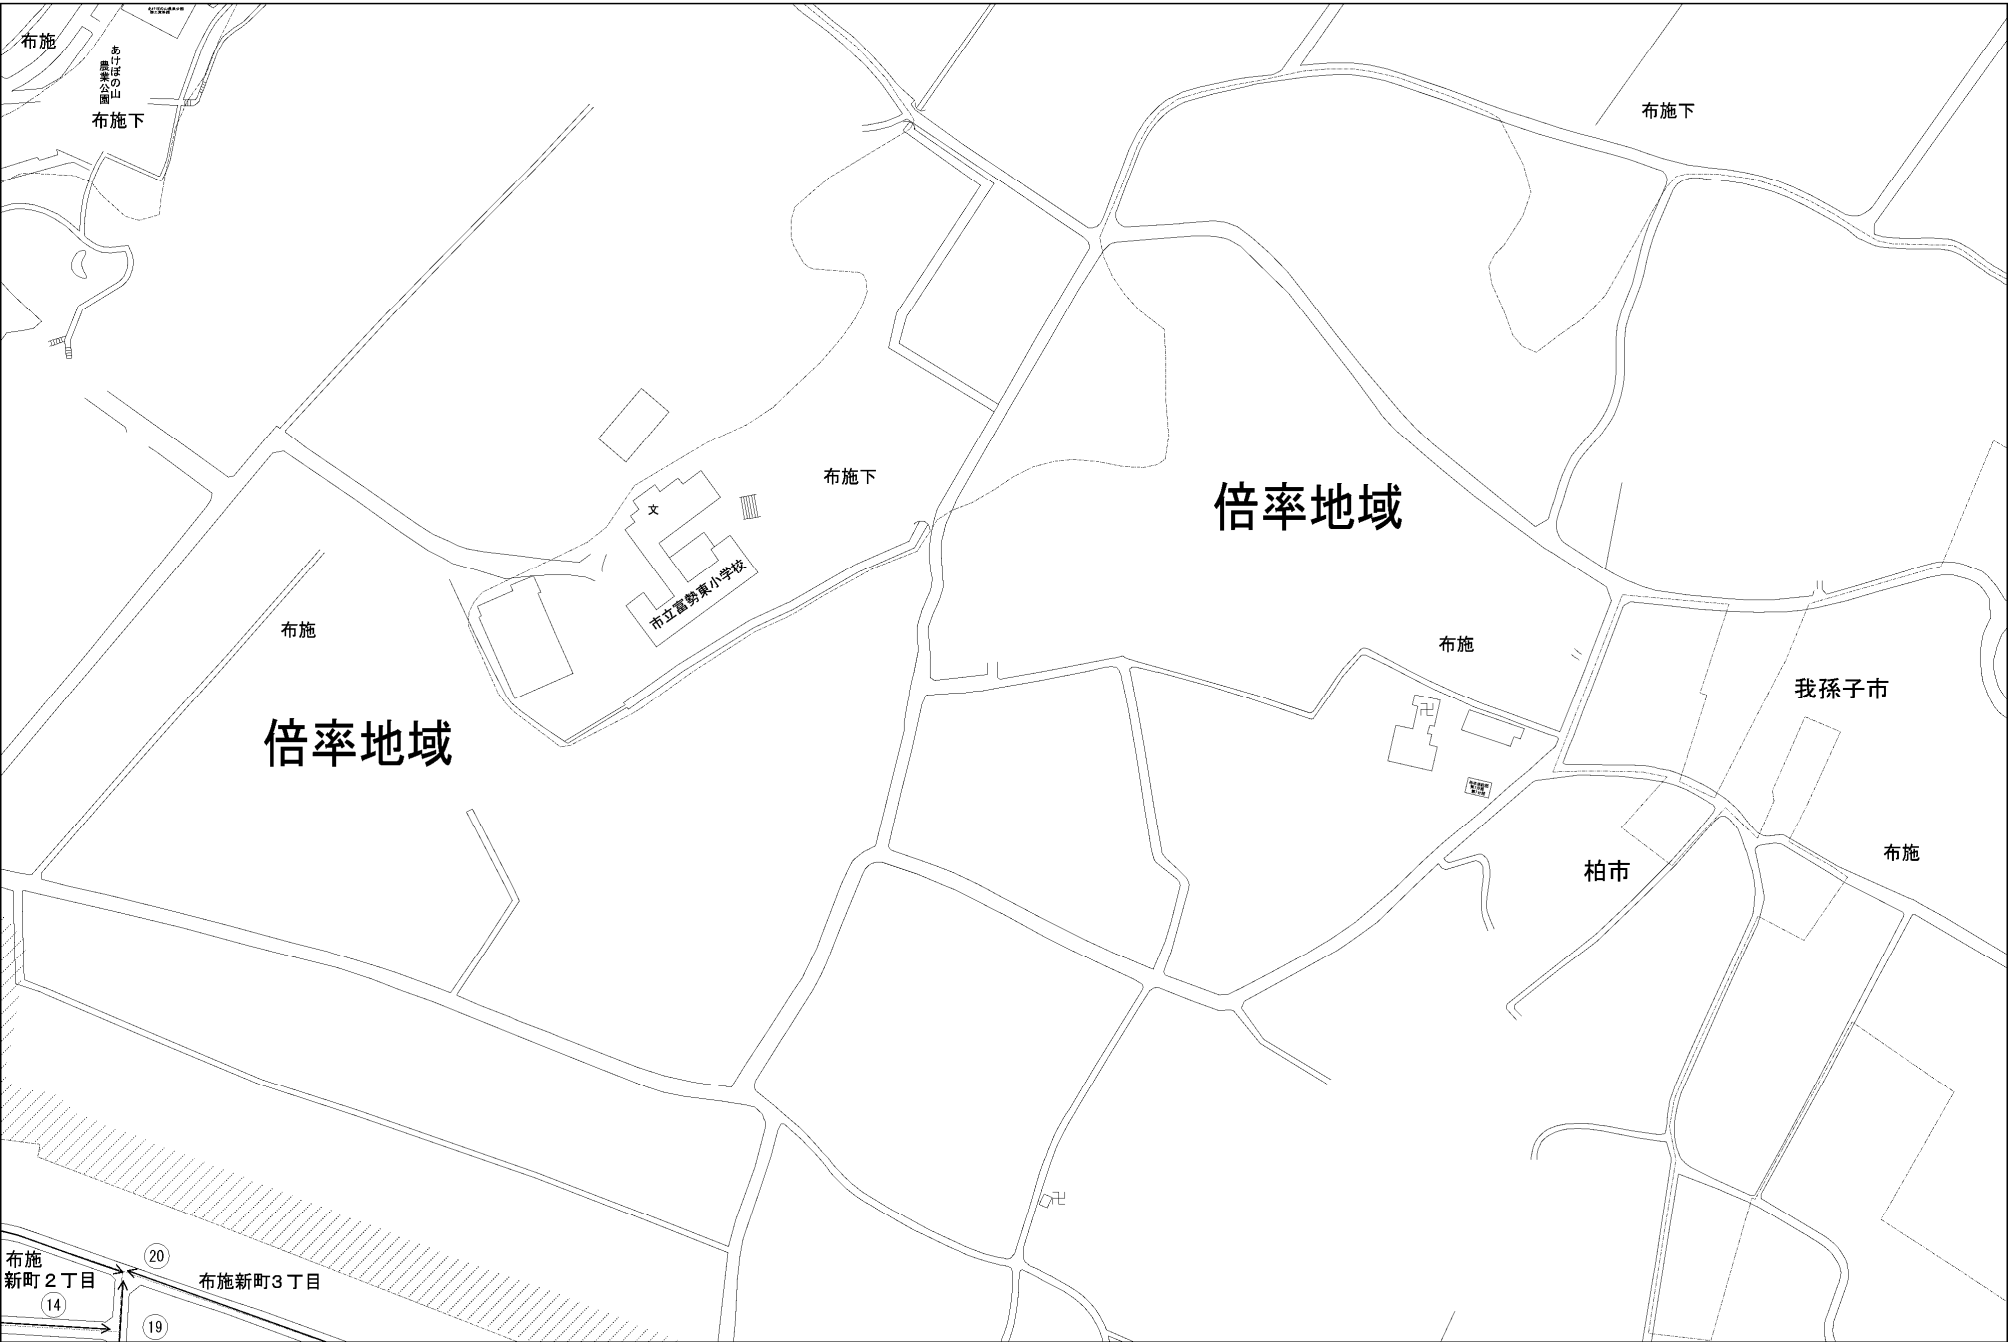 布施
あけぼの山
農業公園
布施下
布施下
布施下
文
市立富勢東小学校
倍率地域
布施
布施
倍率地域
我孫子市
布施
柏市
布施
新町２丁目
⑭
⑳
布施新町３丁目
⑲